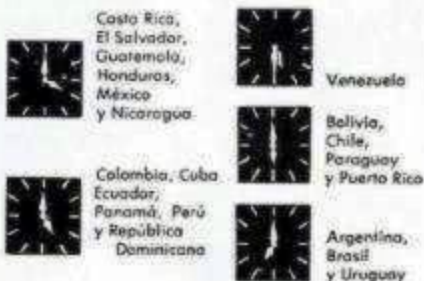 Costa Rica,
El Salvador,
Guatemala,
Honduras,
México
y Nicaragua
Colombia, Cuba
Ecuador,
Panamá, Perú
y República
Dominicana
Venezuela
Bolivia,
Chile,
Paraguay
y Puerto Rico
Argentina,
Brasil
y Uruguay